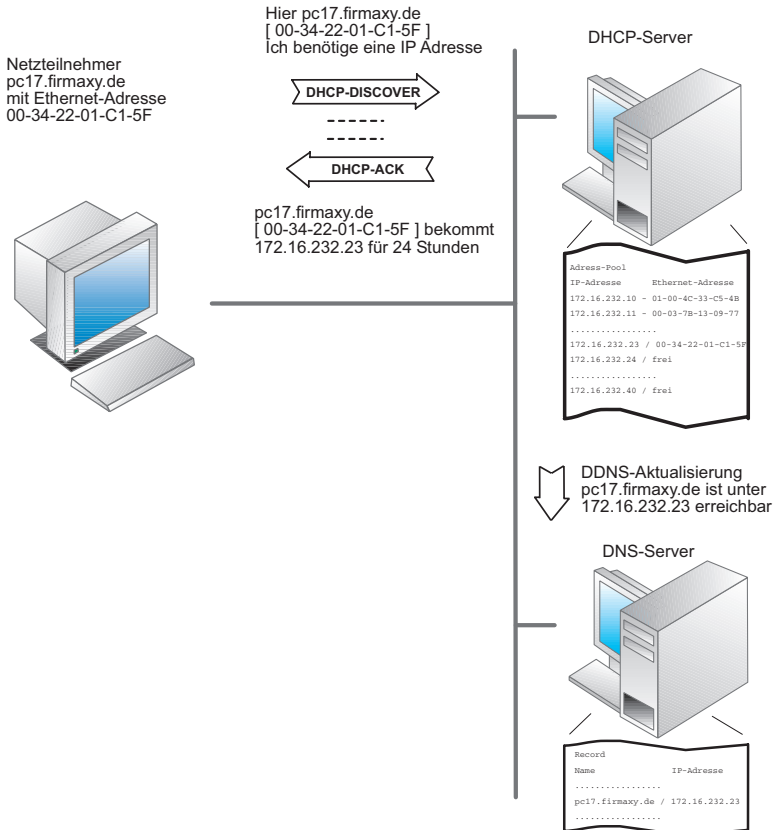 Hier pc17.firmaxy.de
[ 00-34-22-01-C1-5F ]
Ich benötige eine IP Adresse
DHCP-Server
Netzteilnehmer
pc17.firmaxy.de
mit Ethernet-Adresse
00-34-22-01-C1-5F
DHCP-DISCOVER
DHCP-ACK
pc17.firmaxy.de
[ 00-34-22-01-C1-5F ] bekommt
172.16.232.23 für 24 Stunden
Adress-Pool
IP-Adresse Ethernet-Adresse
172.16.232.10 - 01-00-4C-33-C5-4B
172.16.232.11 - 00-03-7B-13-09-77
.................
172.16.232.23 / 00-34-22-01-C1-5F
172.16.232.24 / frei
.................
172.16.232.40 / frei
DDNS-Aktualisierung
pc17.firmaxy.de ist unter
172.16.232.23 erreichbar
DNS-Server
Record
Name IP-Adresse
.................
pc17.firmaxy.de / 172.16.232.23
.................